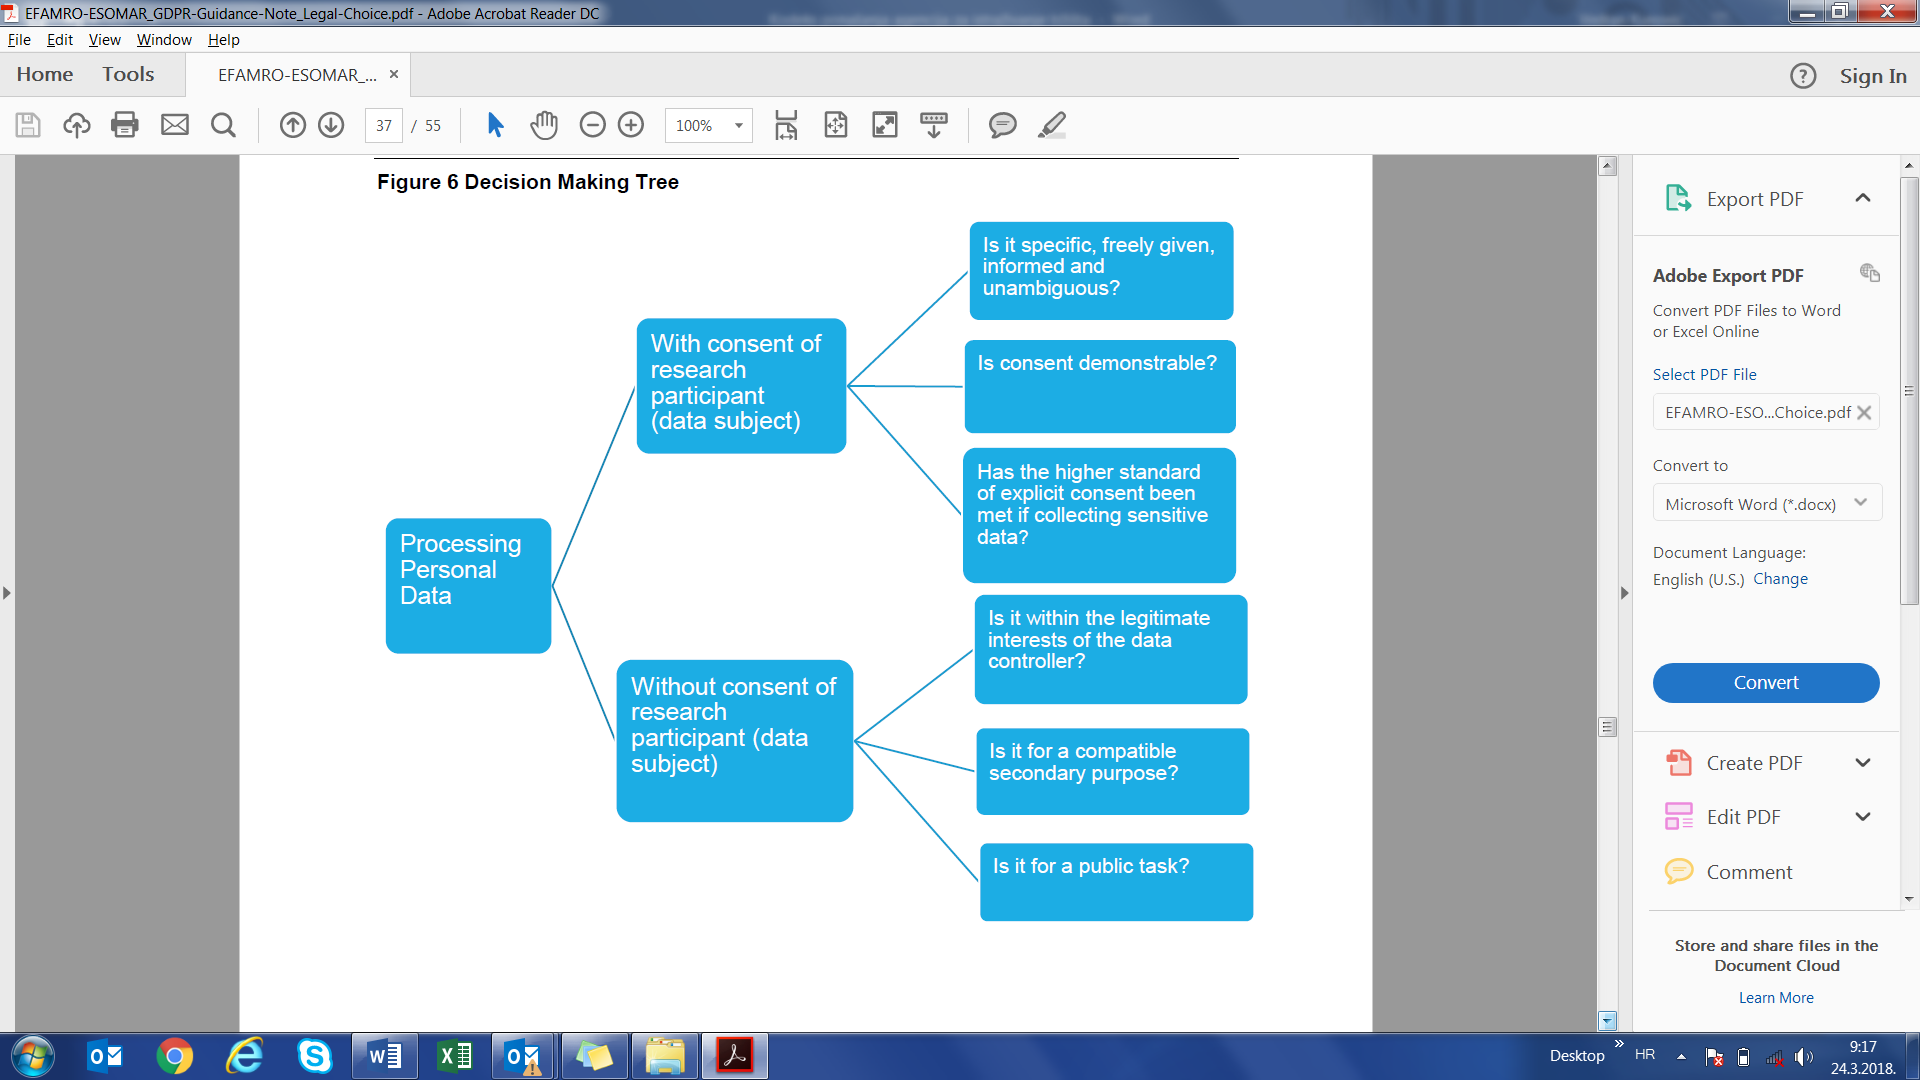 EFAMRO-ESOMAR_GDPR-Guidance-Note_Legal-Choice.pdf - Adobe Acrobat Reader DC
File Edit View Window Help
Home Tools EFAMRO-ESOMAR_... × ? Sign In
37 / 55 100%
Figure 6 Decision Making Tree
Is it specific, freely given,
informed and
unambiguous?
With consent of
research
participant
(data subject)
Is consent demonstrable?
Has the higher standard
of explicit consent been
met if collecting sensitive
data?
Processing
Personal
Data
Is it within the legitimate
interests of the data
controller?
Without consent of
research
participant (data
subject)
Is it for a compatible
secondary purpose?
Is it for a public task?
Export PDF
Adobe Export PDF
Convert PDF Files to Word
or Excel Online
Select PDF File
EFAMRO-ESO...Choice.pdf
Convert to
Microsoft Word (*.docx)
Document Language:
English (U.S.) Change
Convert
Create PDF
Edit PDF
Comment
Store and share files in the
Document Cloud
Learn More
Desktop » HR
9:17
24.3.2018.